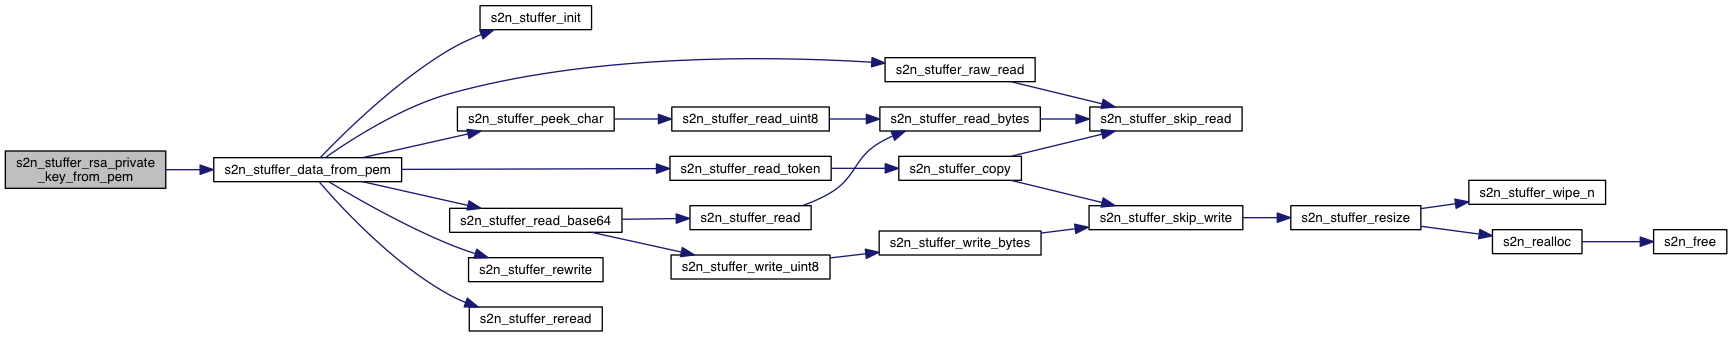 s2n_stuffer_rsa_private
_key_from_pem
s2n_stuffer_data_from_pem
s2n_stuffer_init
s2n_stuffer_raw_read
s2n_stuffer_peek_char
s2n_stuffer_read_uint8
s2n_stuffer_read_bytes
s2n_stuffer_skip_read
s2n_stuffer_read_token
s2n_stuffer_copy
s2n_stuffer_read_base64
s2n_stuffer_read
s2n_stuffer_skip_write
s2n_stuffer_resize
s2n_stuffer_wipe_n
s2n_stuffer_write_uint8
s2n_stuffer_write_bytes
s2n_realloc
s2n_free
s2n_stuffer_rewrite
s2n_stuffer_reread